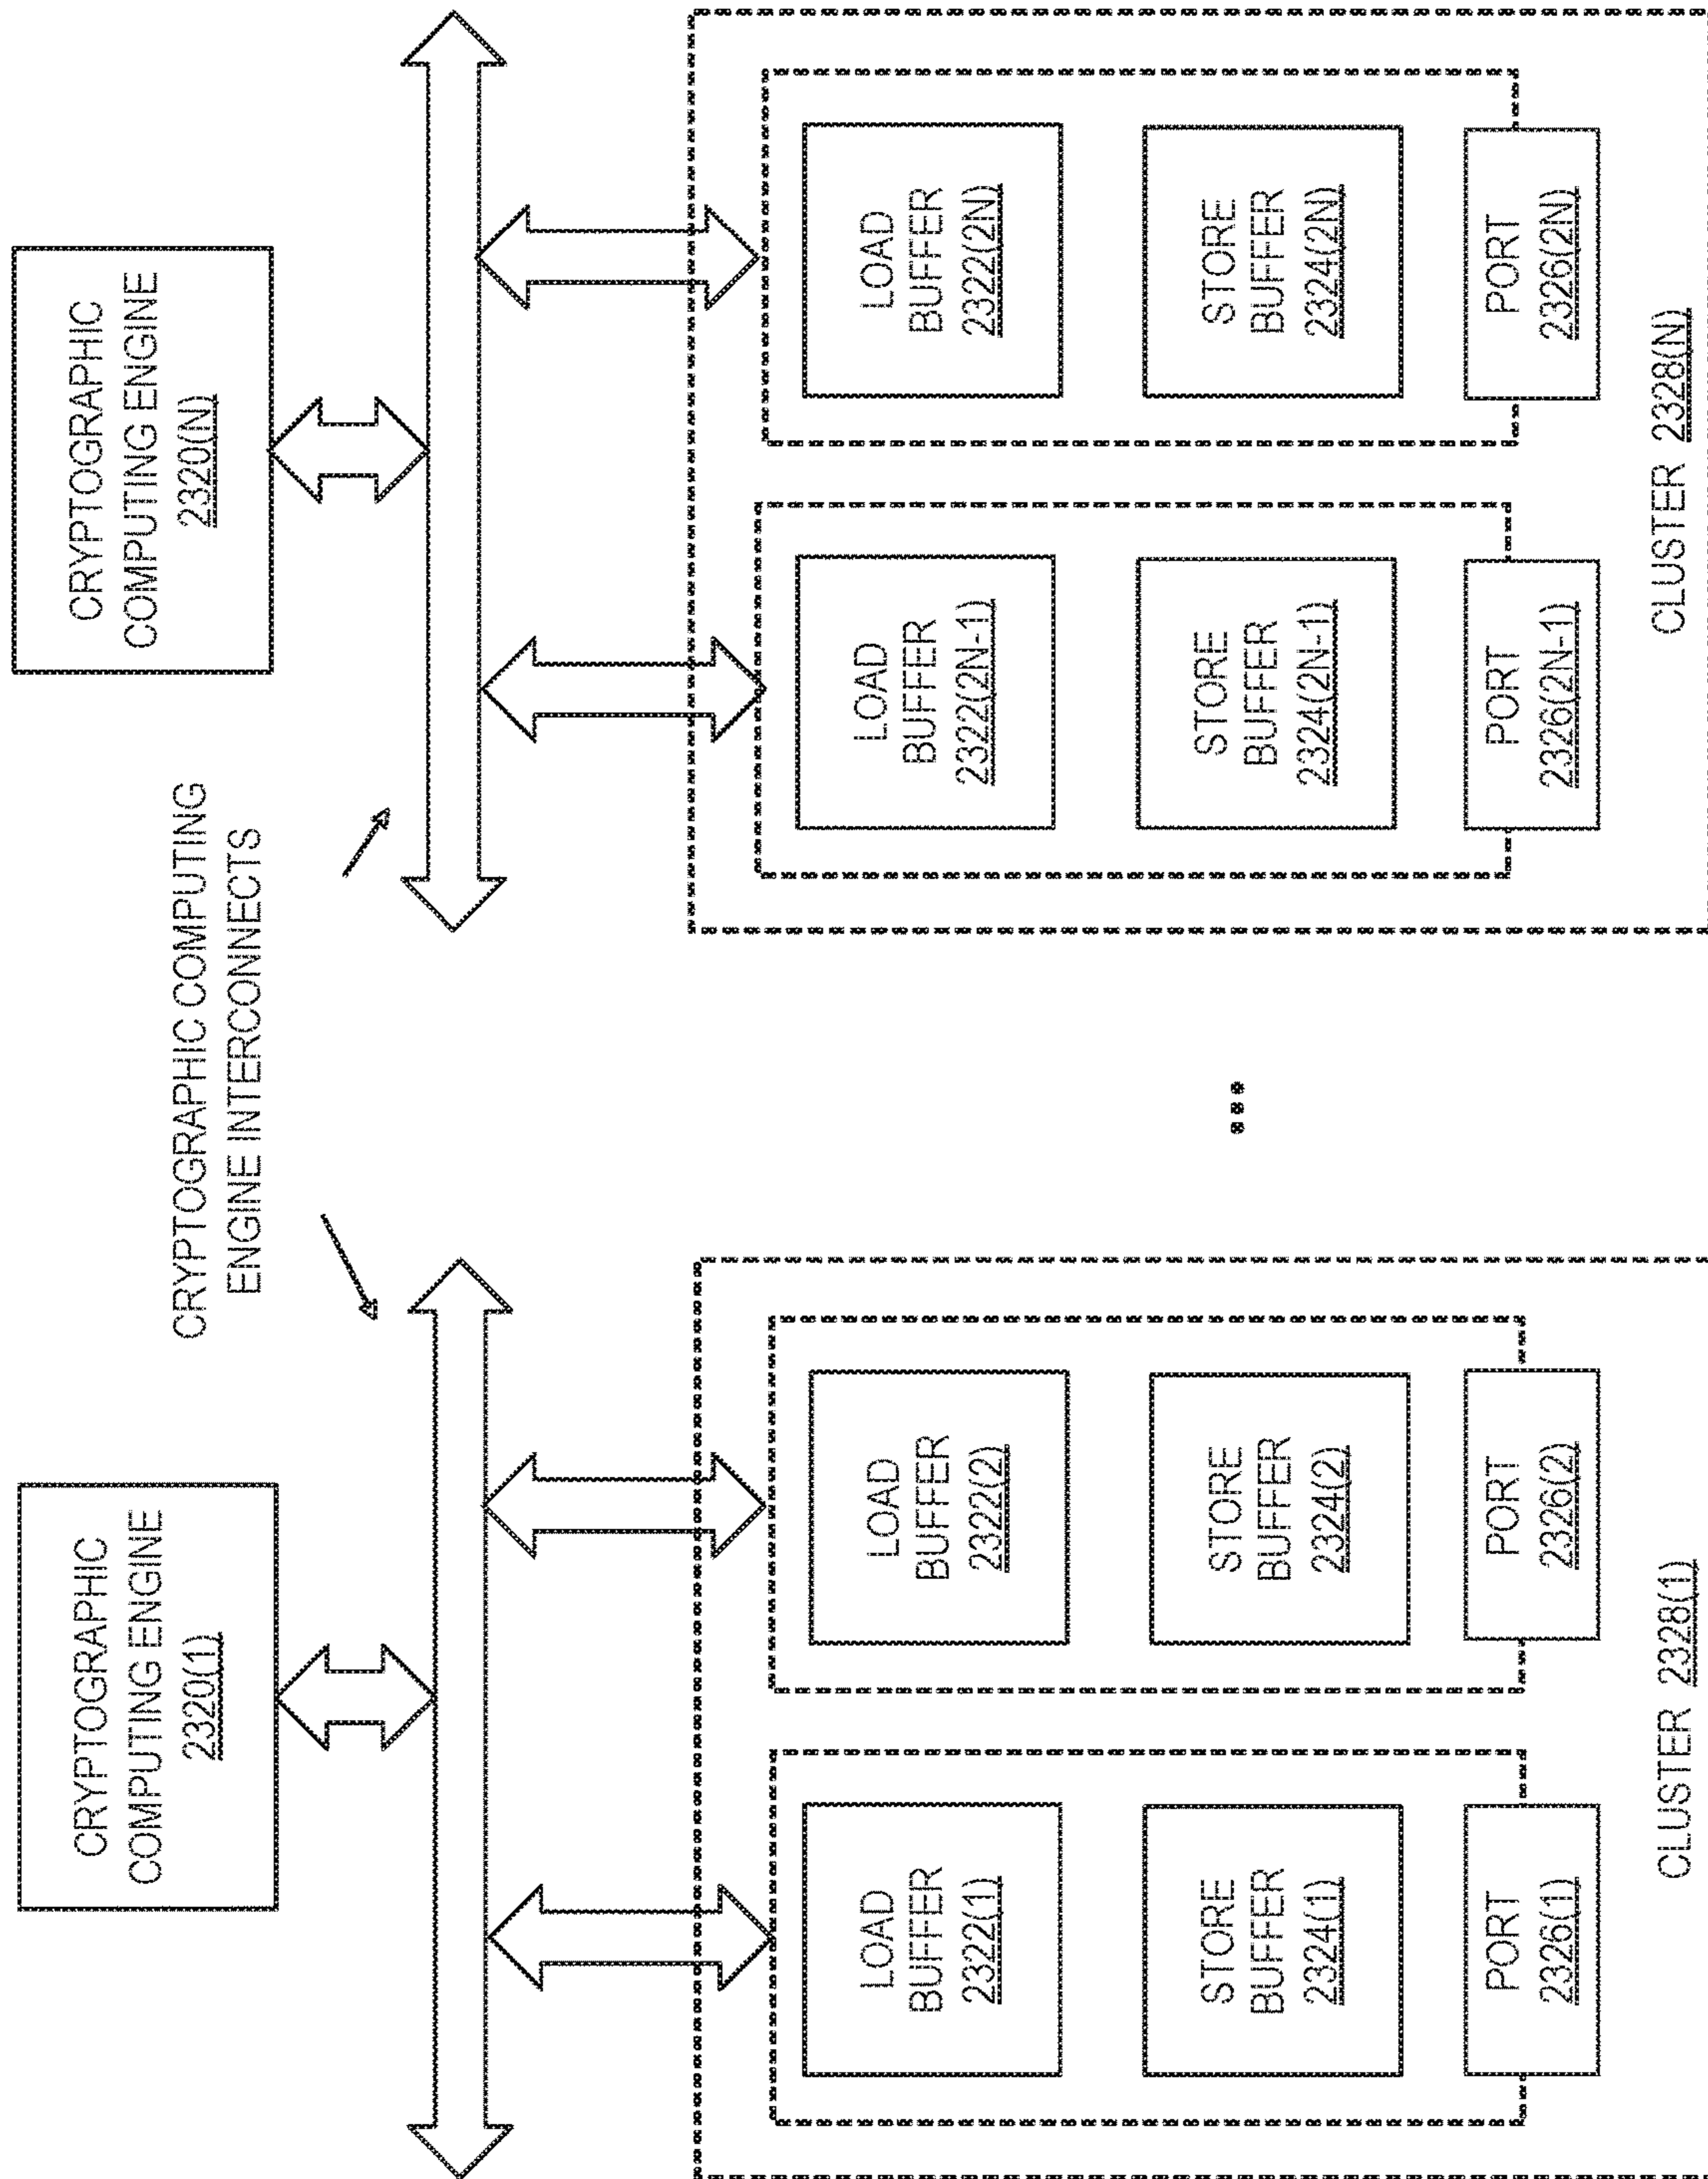 CRYPTOGRAPHIC
COMPUTING ENGINE
2320(1)
CRYPTOGRAPHIC COMPUTING
ENGINE INTERCONNECTS
CRYPTOGRAPHIC
COMPUTING ENGINE
2320(N)
LOAD
BUFFER
2322(1)
STORE
BUFFER
2324(1)
PORT
2326(1)
LOAD
BUFFER
2322(2)
STORE
BUFFER
2324(2)
PORT
2326(2)
CLUSTER 2328(1)
LOAD
BUFFER
2322(2N-1)
STORE
BUFFER
2324(2N-1)
PORT
2326(2N-1)
LOAD
BUFFER
2322(2N)
STORE
BUFFER
2324(2N)
PORT
2326(2N)
CLUSTER 2328(N)